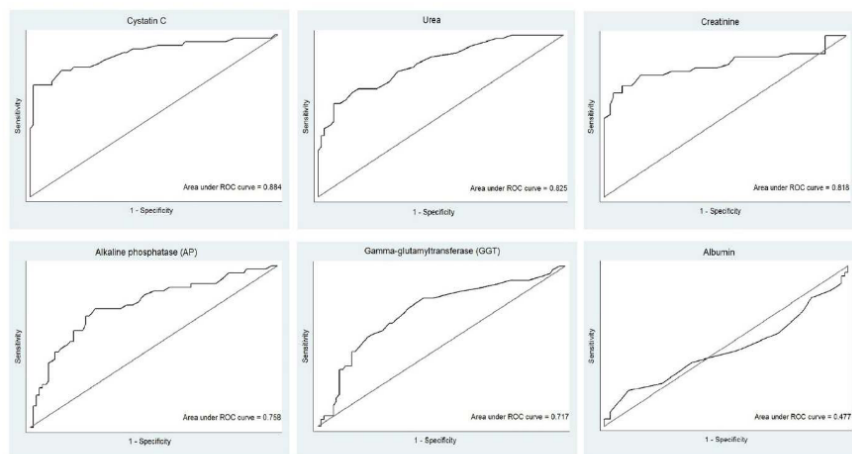 Cystatin C
Sensitivity
Area under ROC curve = 0.884
1 - Specificity
Urea
Sensitivity
Area under ROC curve = 0.825
1 - Specificity
Creatinine
Sensitivity
Area under ROC curve = 0.818
1 - Specificity
Alkaline phosphatase (AP)
Sensitivity
Area under ROC curve = 0.758
1 - Specificity
Gamma-glutamyltransferase (GGT)
Sensitivity
Area under ROC curve = 0.717
1 - Specificity
Albumin
Sensitivity
Area under ROC curve = 0.477
1 - Specificity